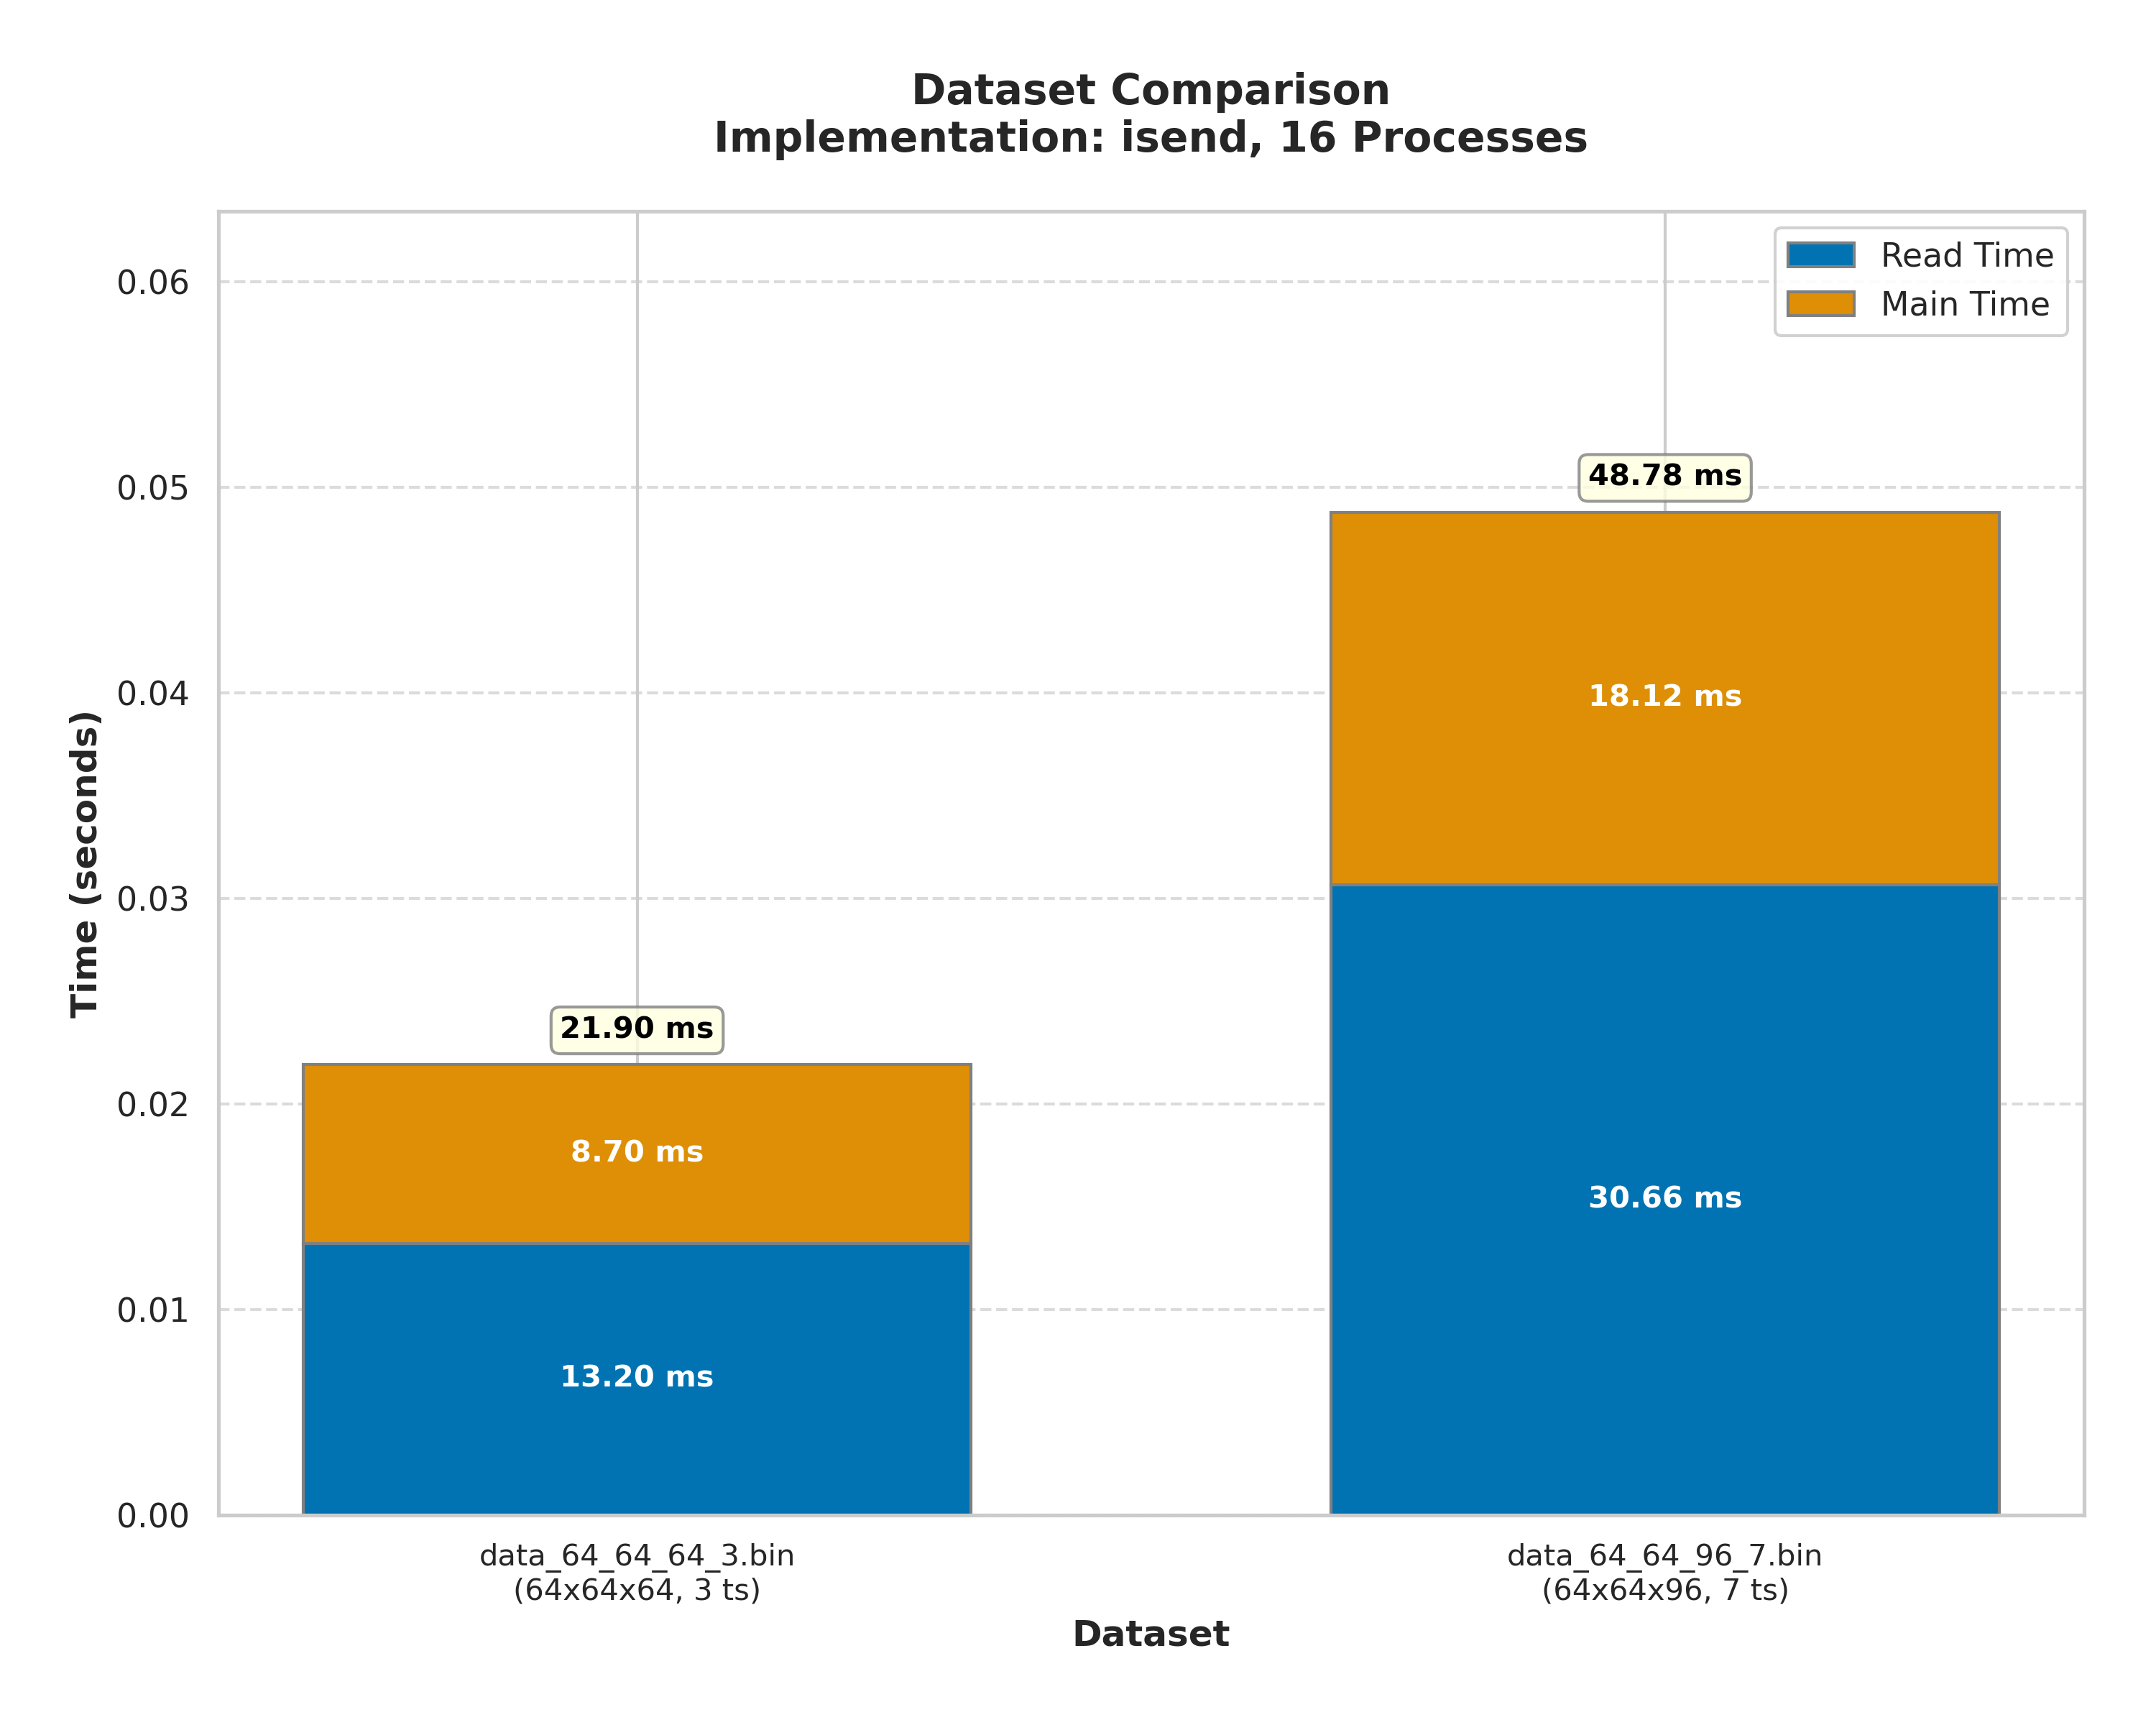 Dataset Comparison
Implementation: isend, 16 Processes
Read Time
Main Time
Time (seconds)
0.06
0.05
0.04
0.03
0.02
0.01
0.00
48.78 ms
18.12 ms
30.66 ms
21.90 ms
8.70 ms
13.20 ms
data_64_64_64_3.bin
(64x64x64, 3 ts)
data_64_64_96_7.bin
(64x64x96, 7 ts)
Dataset